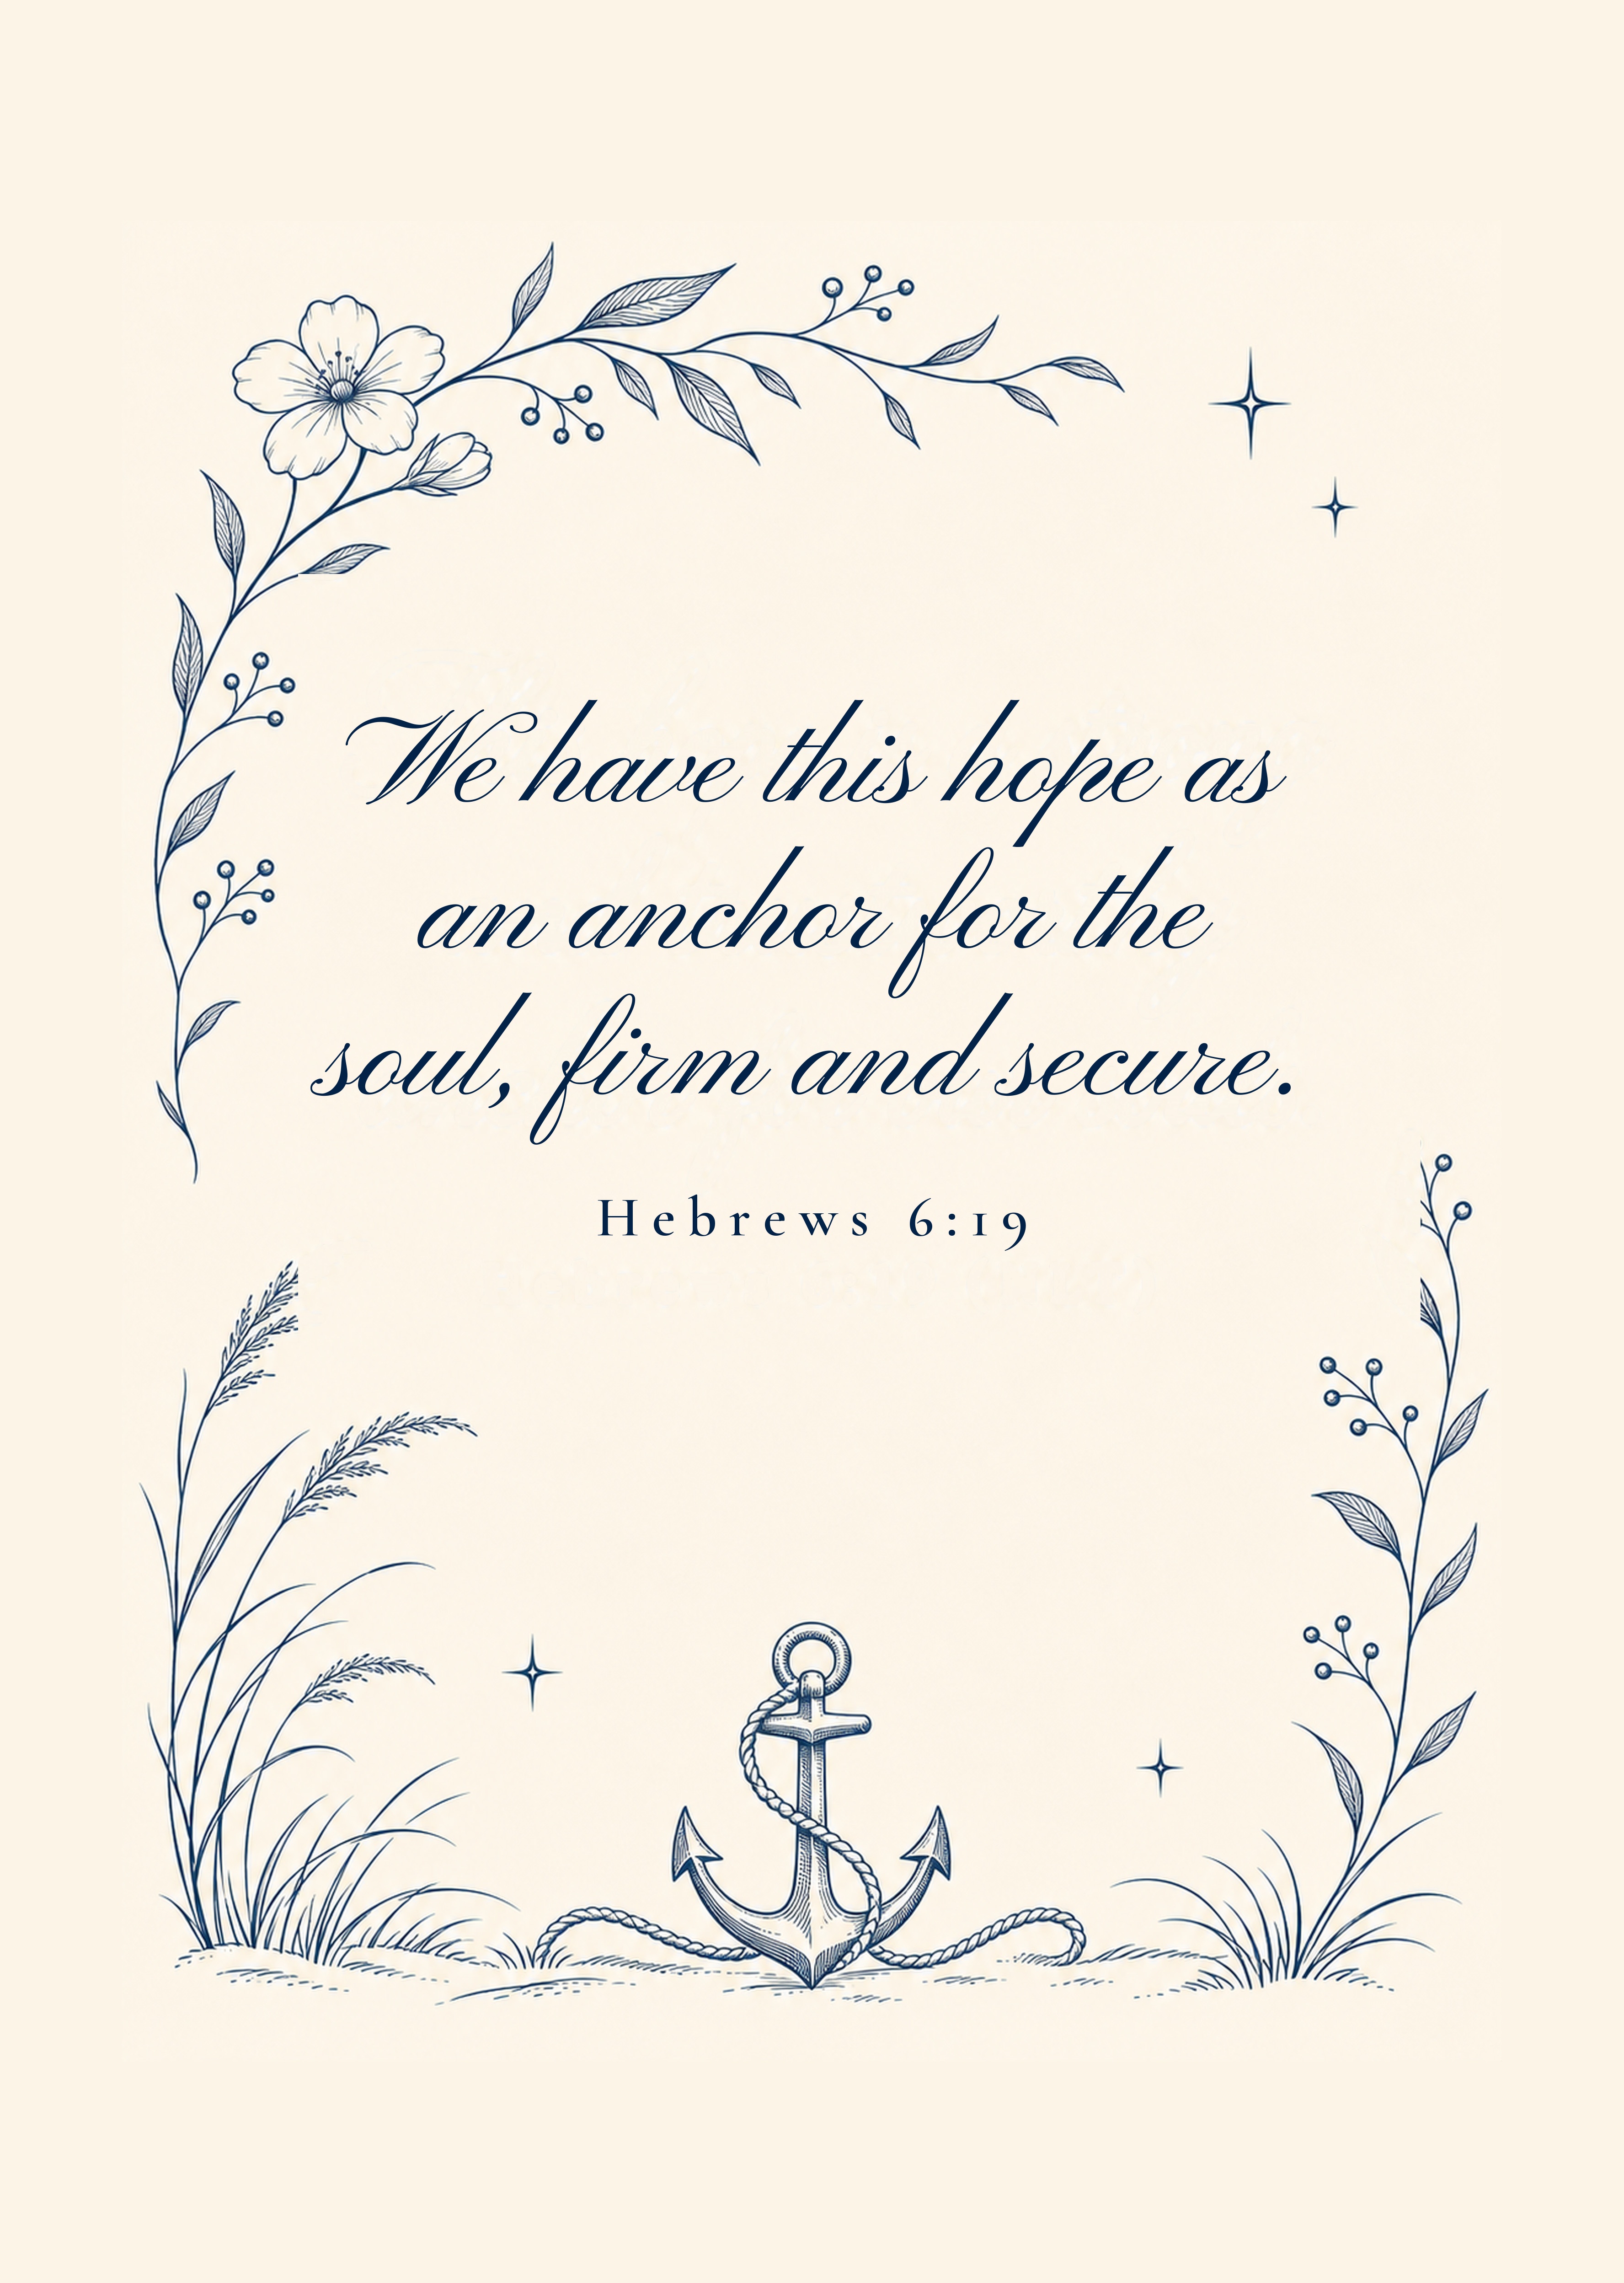 We have this hope as
an anchor for the
soul, firm and secure.
Hebrews 6:19